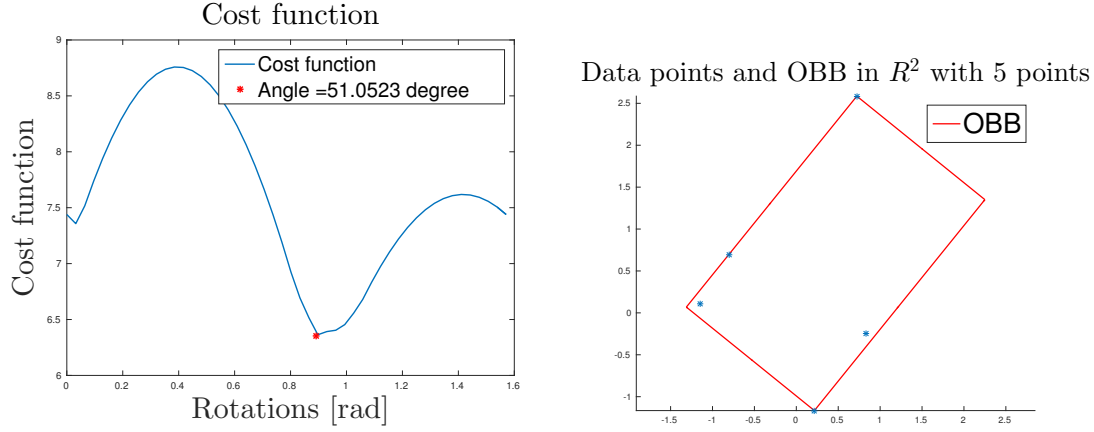 Cost function
9
8.5
8
7.5
7
6.5
6
0 0.2 0.4 0.6 0.8 1 1.2 1.4 1.6
Cost function
Rotations [rad]
Cost function
Angle =51.0523 degree
Data points and OBB in R² with 5 points
2.5
2
1.5
1
0.5
0
-0.5
-1
-1.5 -1 -0.5 0 0.5 1 1.5 2 2.5
OBB